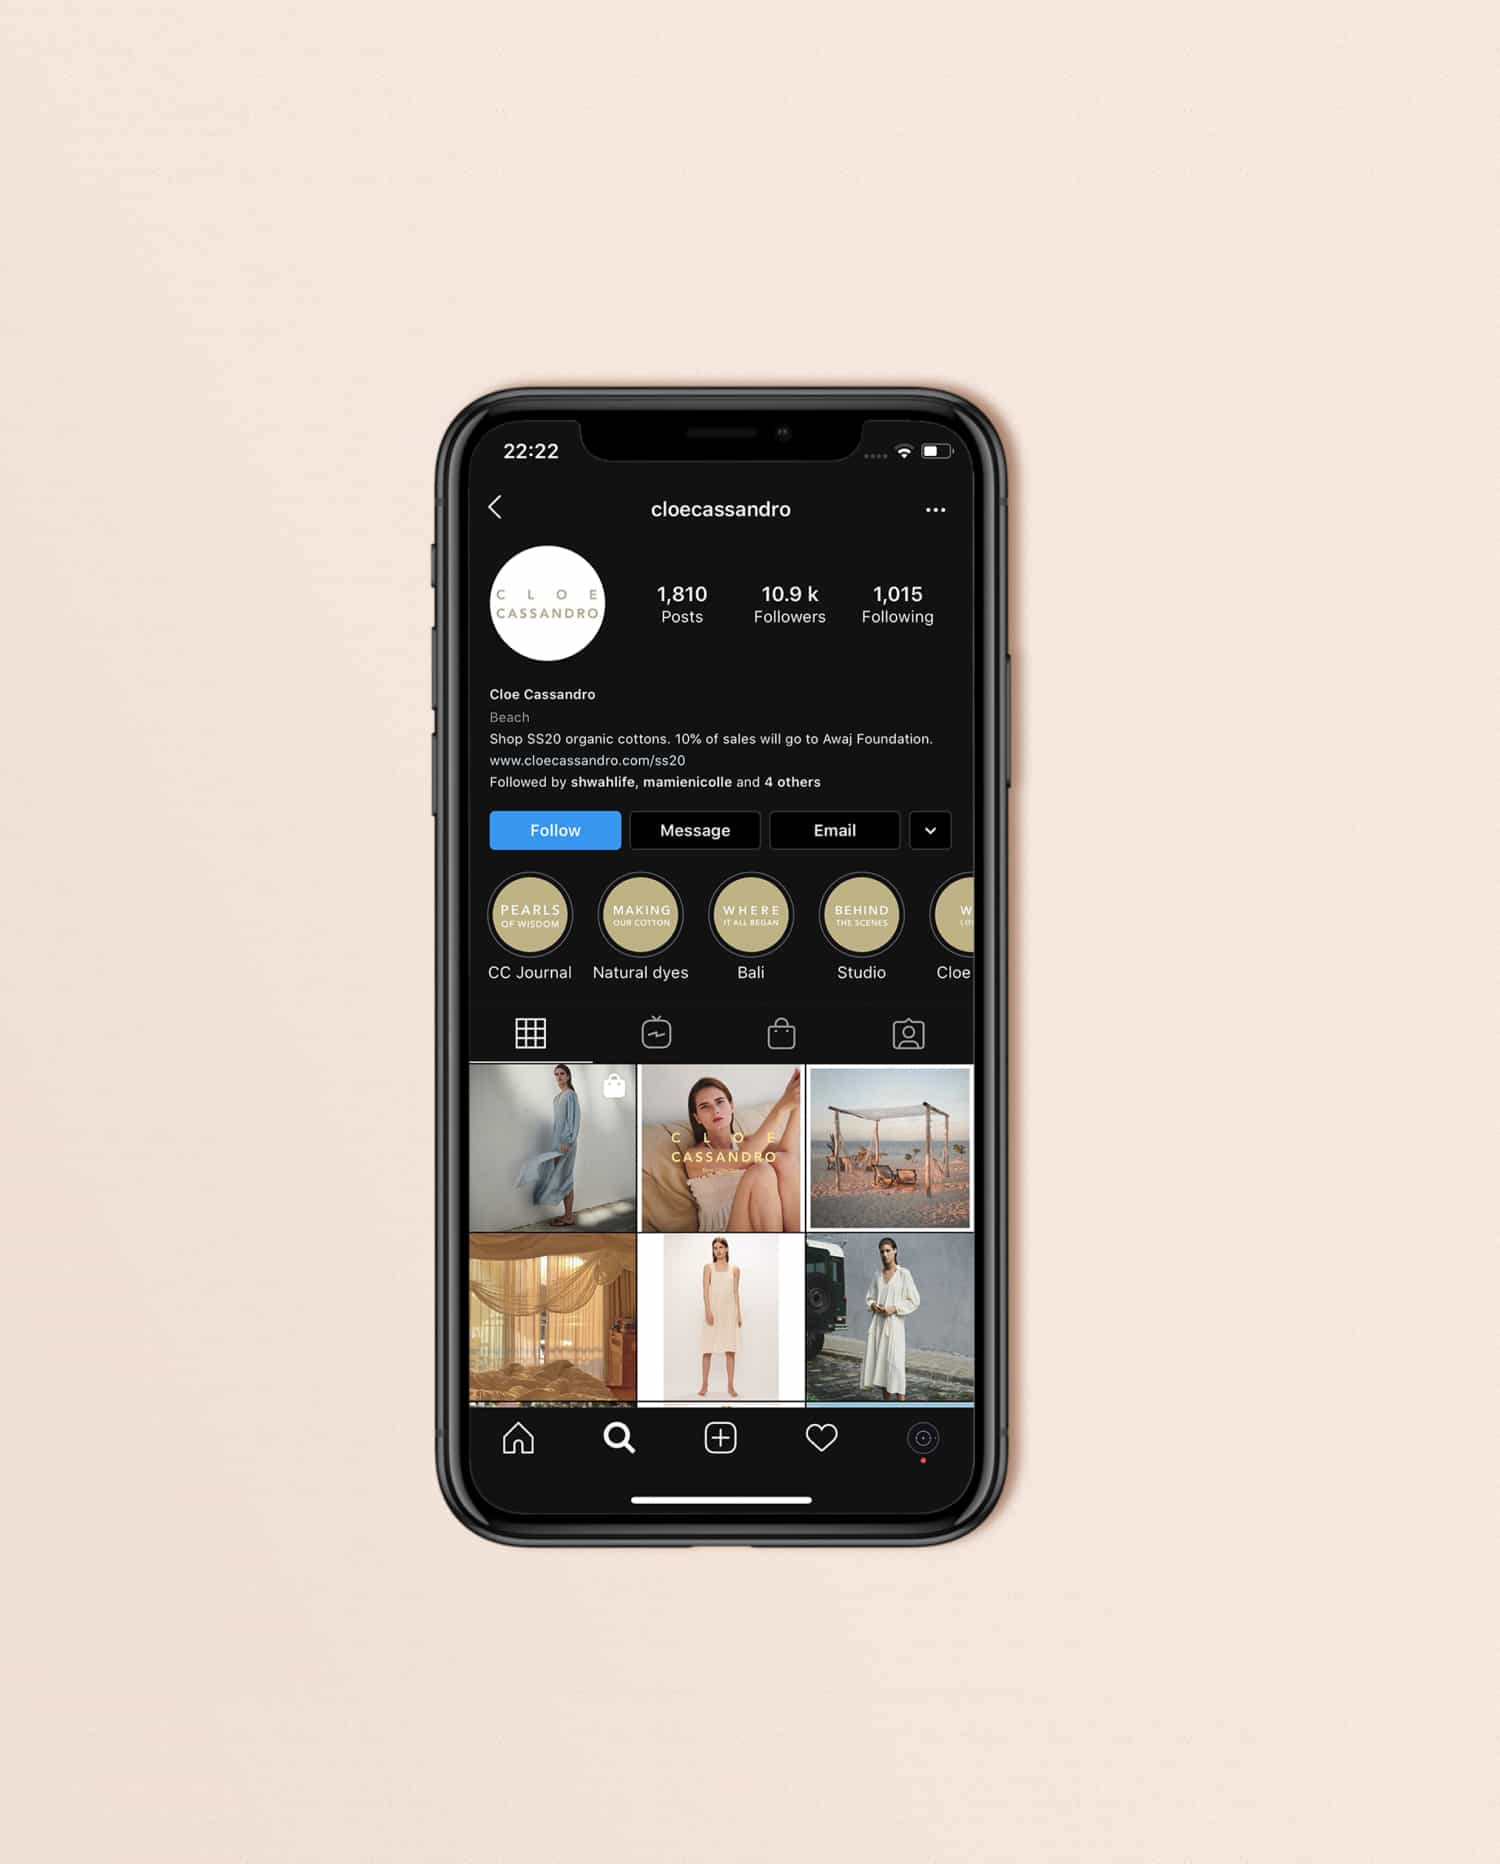 22:22
cloecassandro
CLOE
CASSANDRO
1,810
Posts
10.9 k
Followers
1,015
Following
Cloe Cassandro
Beach
Shop SS20 organic cottons. 10% of sales will go to Awaj Foundation.
www.cloecassandro.com/ss20
Followed by shwahlife, mamienicolle and 4 others
Follow
Message
Email
PEARLS
OF WISDOM
MAKING
OUR COTTON
WHERE
IT ALL BEGAN
BEHIND
THE SCENES
W
CC Journal
Natural dyes
Bali
Studio
Cloe
CLOE
CASSANDRO